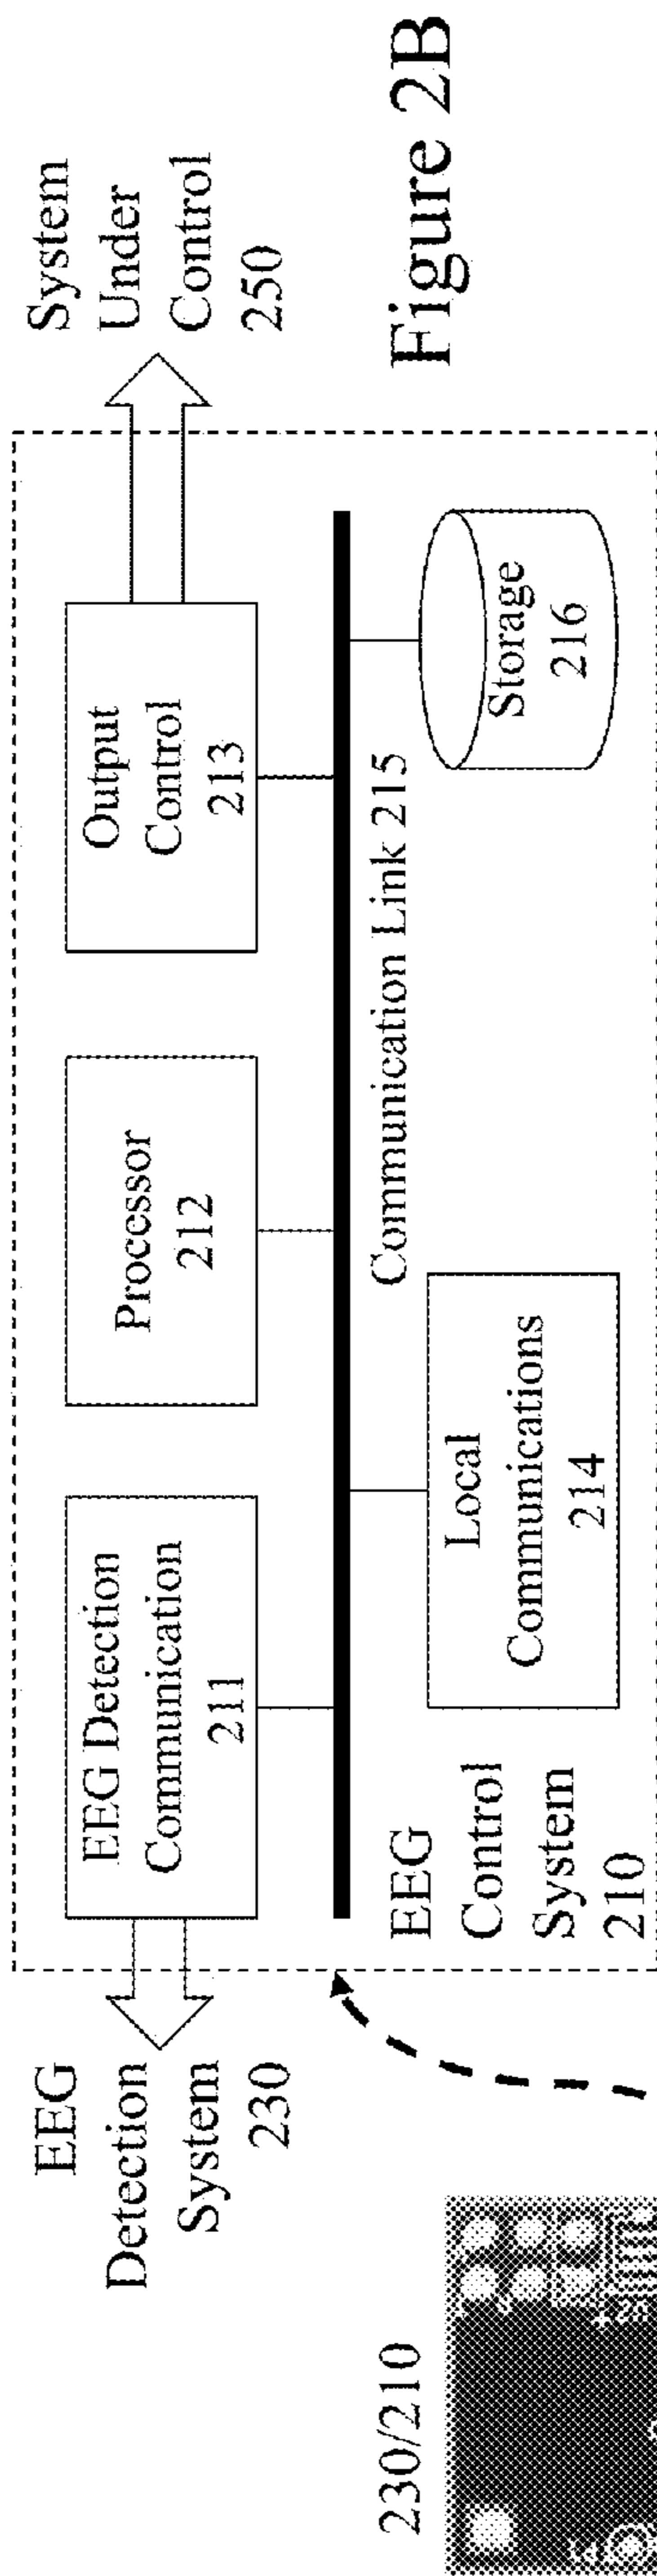 EEG
Detection
System
230
System
Under
Control
250
EEG Detection
Communication
211
Processor
212
Output
Control
213
Communication Link 215
EEG
Control
System
210
Local
Communications
214
Storage
216
Figure 2B
230/210